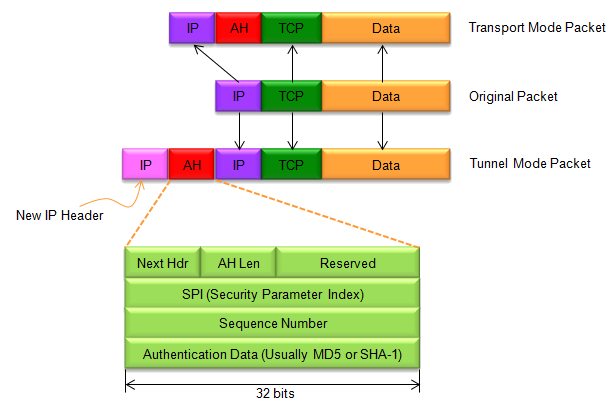 IP AH TCP Data Transport Mode Packet
IP TCP Data Original Packet
IP AH IP TCP Data Tunnel Mode Packet
New IP Header
Next Hdr AH Len Reserved
SPI (Security Parameter Index)
Sequence Number
Authentication Data (Usually MD5 or SHA-1)
32 bits